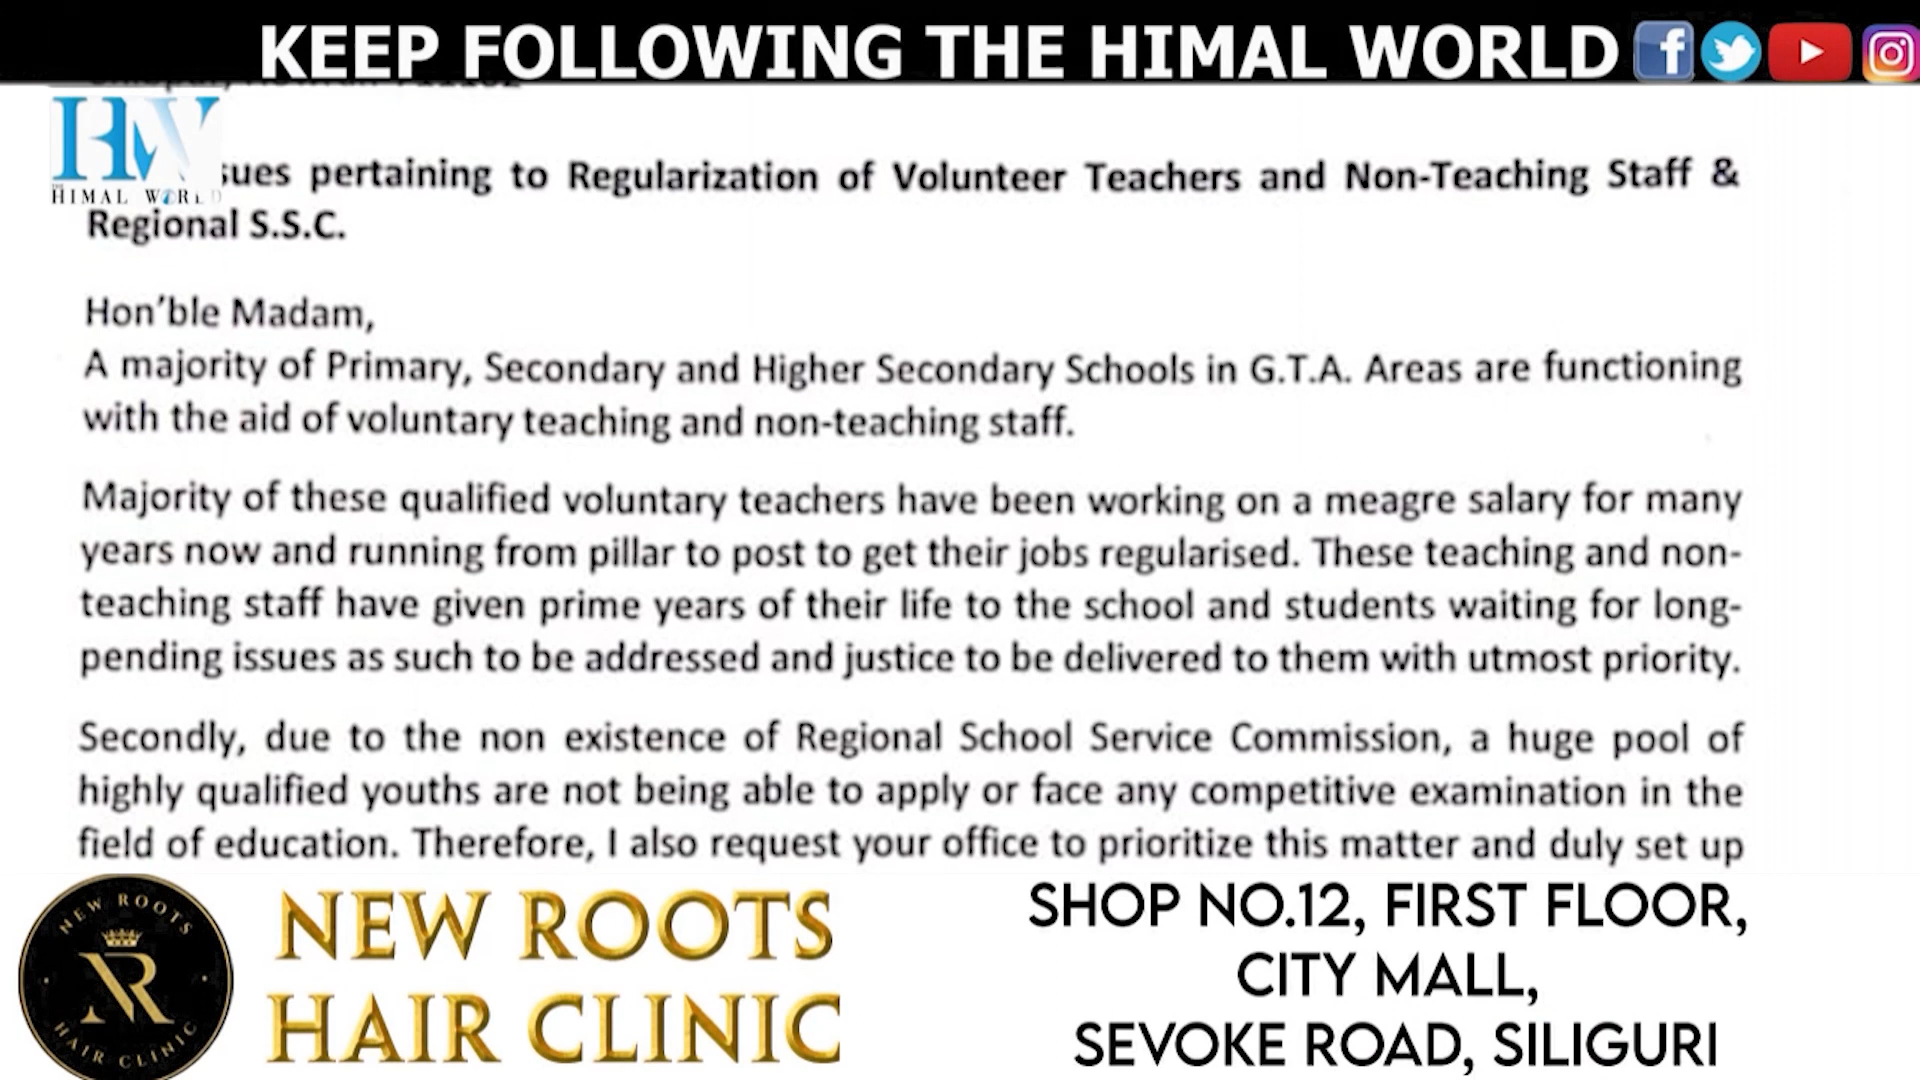 KEEP FOLLOWING THE HIMAL WORLD
HW
THE HIMAL WORLD
sues pertaining to Regularization of Volunteer Teachers and Non-Teaching Staff &
Regional S.S.C.
Hon'ble Madam,
A majority of Primary, Secondary and Higher Secondary Schools in G.T.A. Areas are functioning
with the aid of voluntary teaching and non-teaching staff.
Majority of these qualified voluntary teachers have been working on a meagre salary for many
years now and running from pillar to post to get their jobs regularised. These teaching and non-
teaching staff have given prime years of their life to the school and students waiting for long-
pending issues as such to be addressed and justice to be delivered to them with utmost priority.
Secondly, due to the non existence of Regional School Service Commission, a huge pool of
highly qualified youths are not being able to apply or face any competitive examination in the
field of education. Therefore, I also request your office to prioritize this matter and duly set up
NEW ROOTS
NR
HAIR CLINIC
NEW ROOTS
HAIR CLINIC
SHOP NO.12, FIRST FLOOR,
CITY MALL,
SEVOKE ROAD, SILIGURI